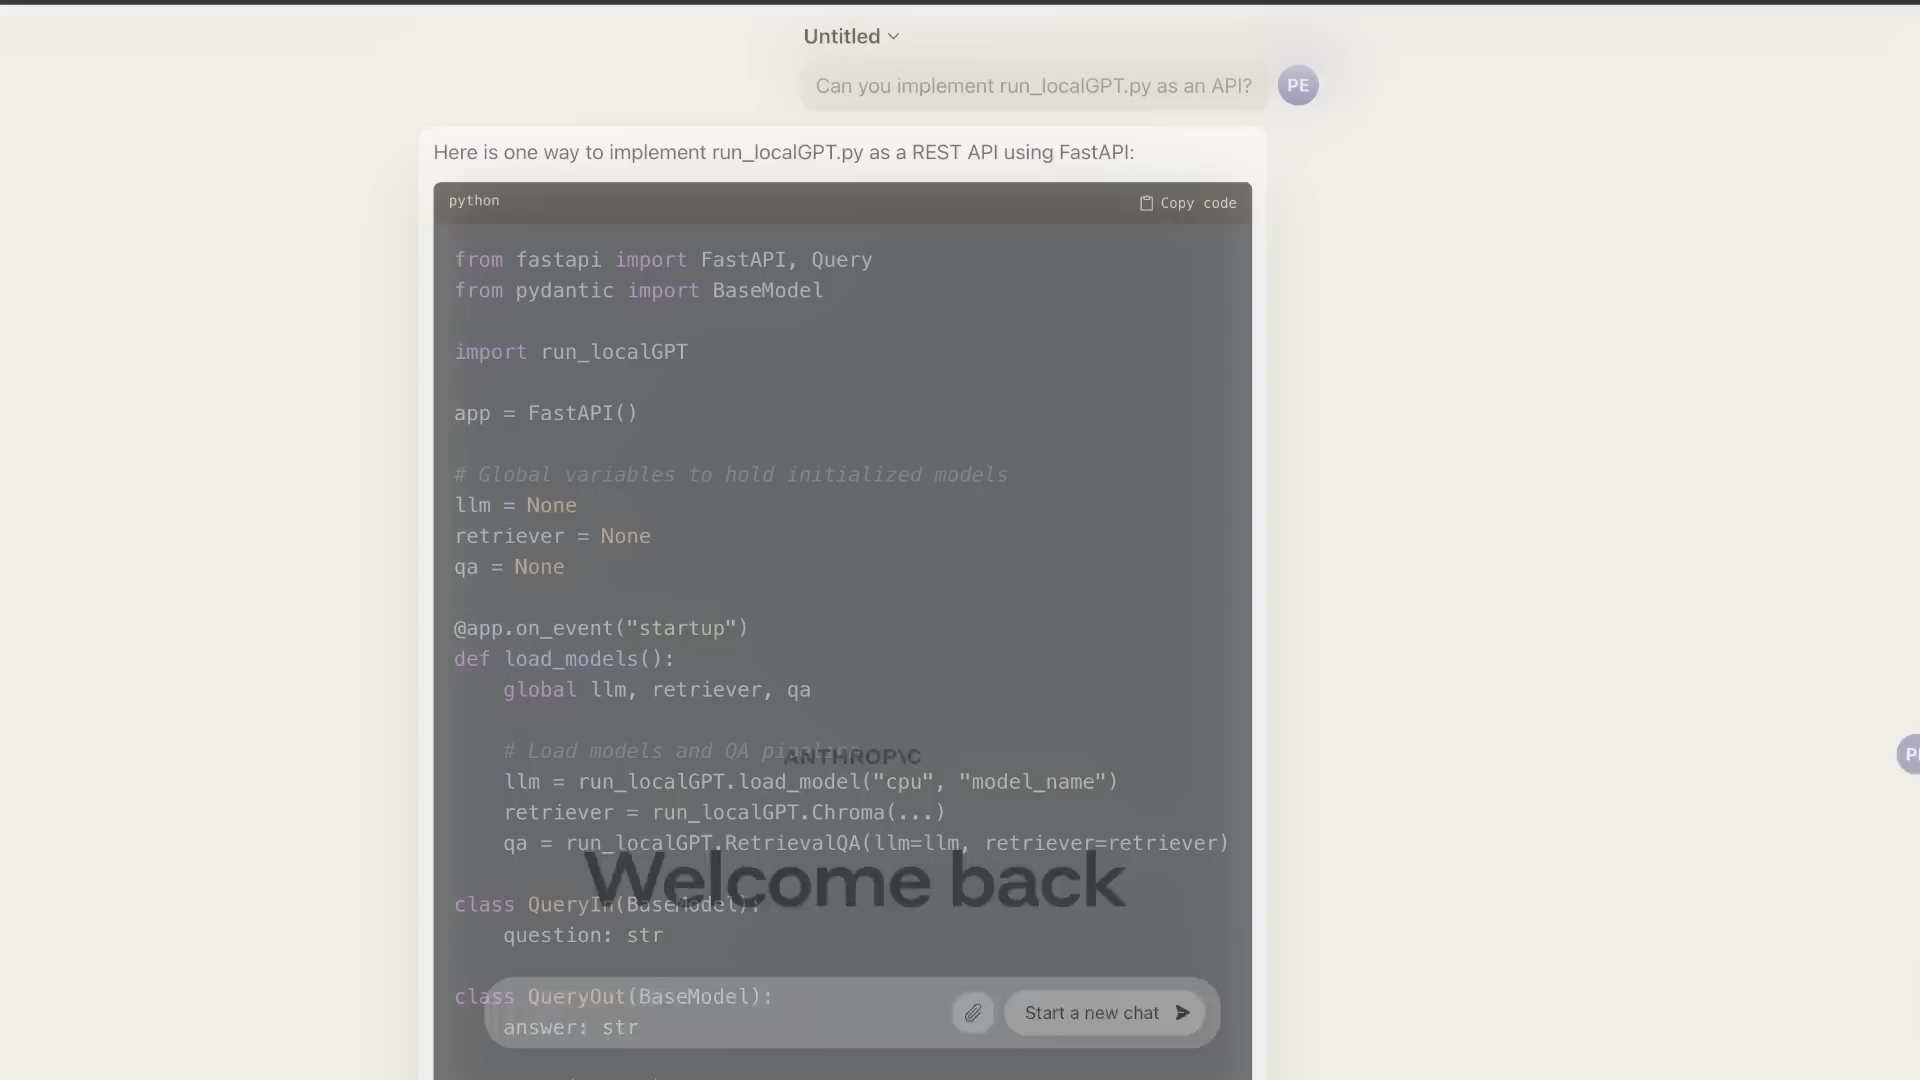 Untitled
Can you implement run_localGPT.py as an API?
PE
Here is one way to implement run_localGPT.py as a REST API using FastAPI:
python
Copy code
from fastapi import FastAPI, Query
from pydantic import BaseModel
import run_localGPT
app = FastAPI()
# Global variables to hold initialized models
llm = None
retriever = None
qa = None
@app.on_event("startup")
def load_models():
global llm, retriever, qa
# Load models and QA
ANTHROP\C
llm = run_localGPT.load_model("cpu", "model_name")
retriever = run_localGPT.Chroma(...)
qa = run_localGPT.RetrievalQA(llm=llm, retriever=retriever)
Welcome back
class QueryIn(BaseModel):
question: str
class QueryOut(BaseModel):
answer: str
Start a new chat